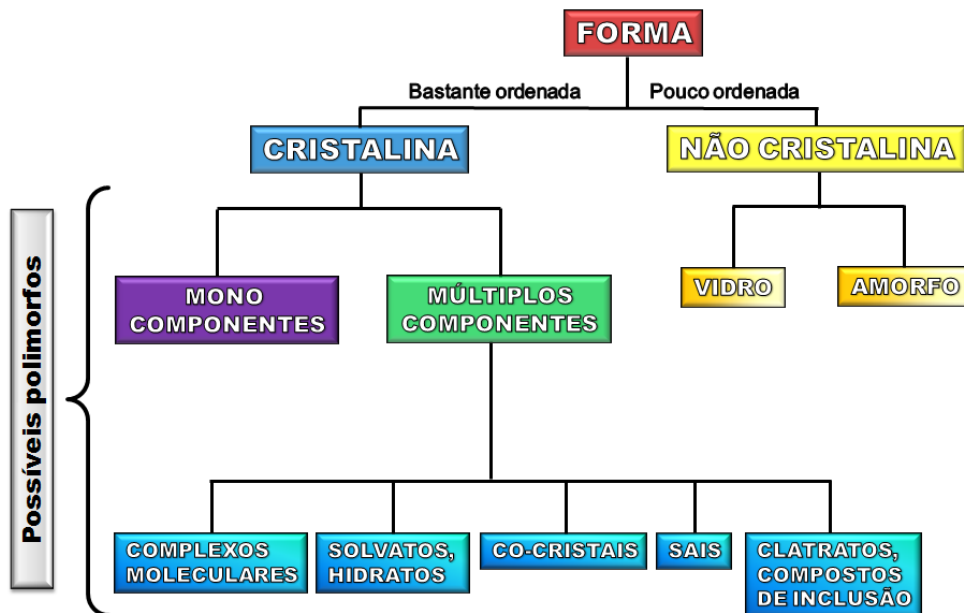 FORMA
Bastante ordenada
Pouco ordenada
CRISTALINA
NÃO CRISTALINA
Possíveis polimorfos
MONO
COMPONENTES
MÚLTIPLOS
COMPONENTES
VIDRO
AMORFO
COMPLEXOS
MOLECULARES
SOLVATOS,
HIDRATOS
CO-CRISTAIS
SAIS
CLATRATOS,
COMPOSTOS
DE INCLUSÃO